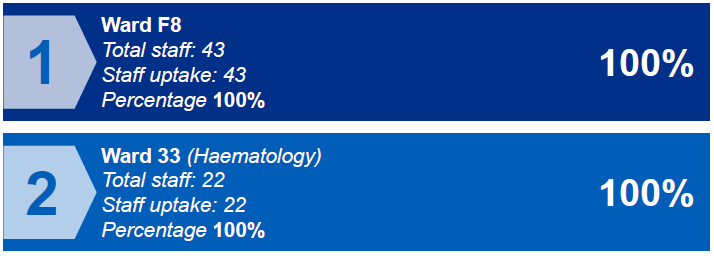 1
Ward F8
Total staff: 43
Staff uptake: 43
Percentage 100%
100%
2
Ward 33 (Haematology)
Total staff: 22
Staff uptake: 22
Percentage 100%
100%